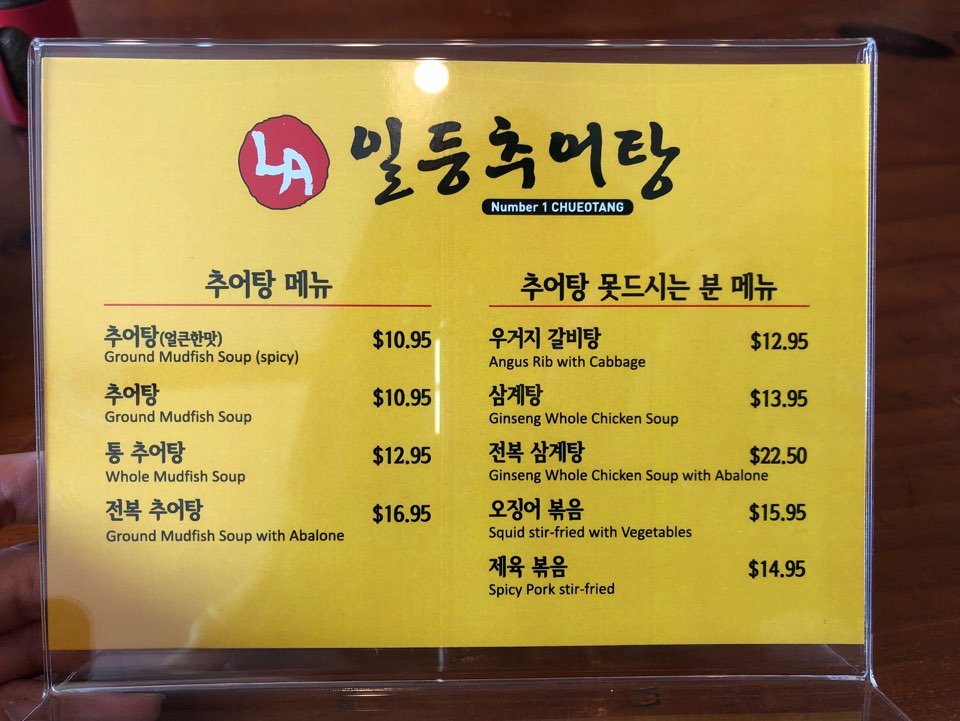 LA 일등추어탕
Number 1 CHUEOTANG
추어탕 메뉴
추어탕(얼큰한맛) $10.95
Ground Mudfish Soup (spicy)
추어탕 $10.95
Ground Mudfish Soup
통 추어탕 $12.95
Whole Mudfish Soup
전복 추어탕 $16.95
Ground Mudfish Soup with Abalone
추어탕 못드시는 분 메뉴
우거지 갈비탕 $12.95
Angus Rib with Cabbage
삼계탕 $13.95
Ginseng Whole Chicken Soup
전복 삼계탕 $22.50
Ginseng Whole Chicken Soup with Abalone
오징어 볶음 $15.95
Squid stir-fried with Vegetables
제육 볶음 $14.95
Spicy Pork stir-fried